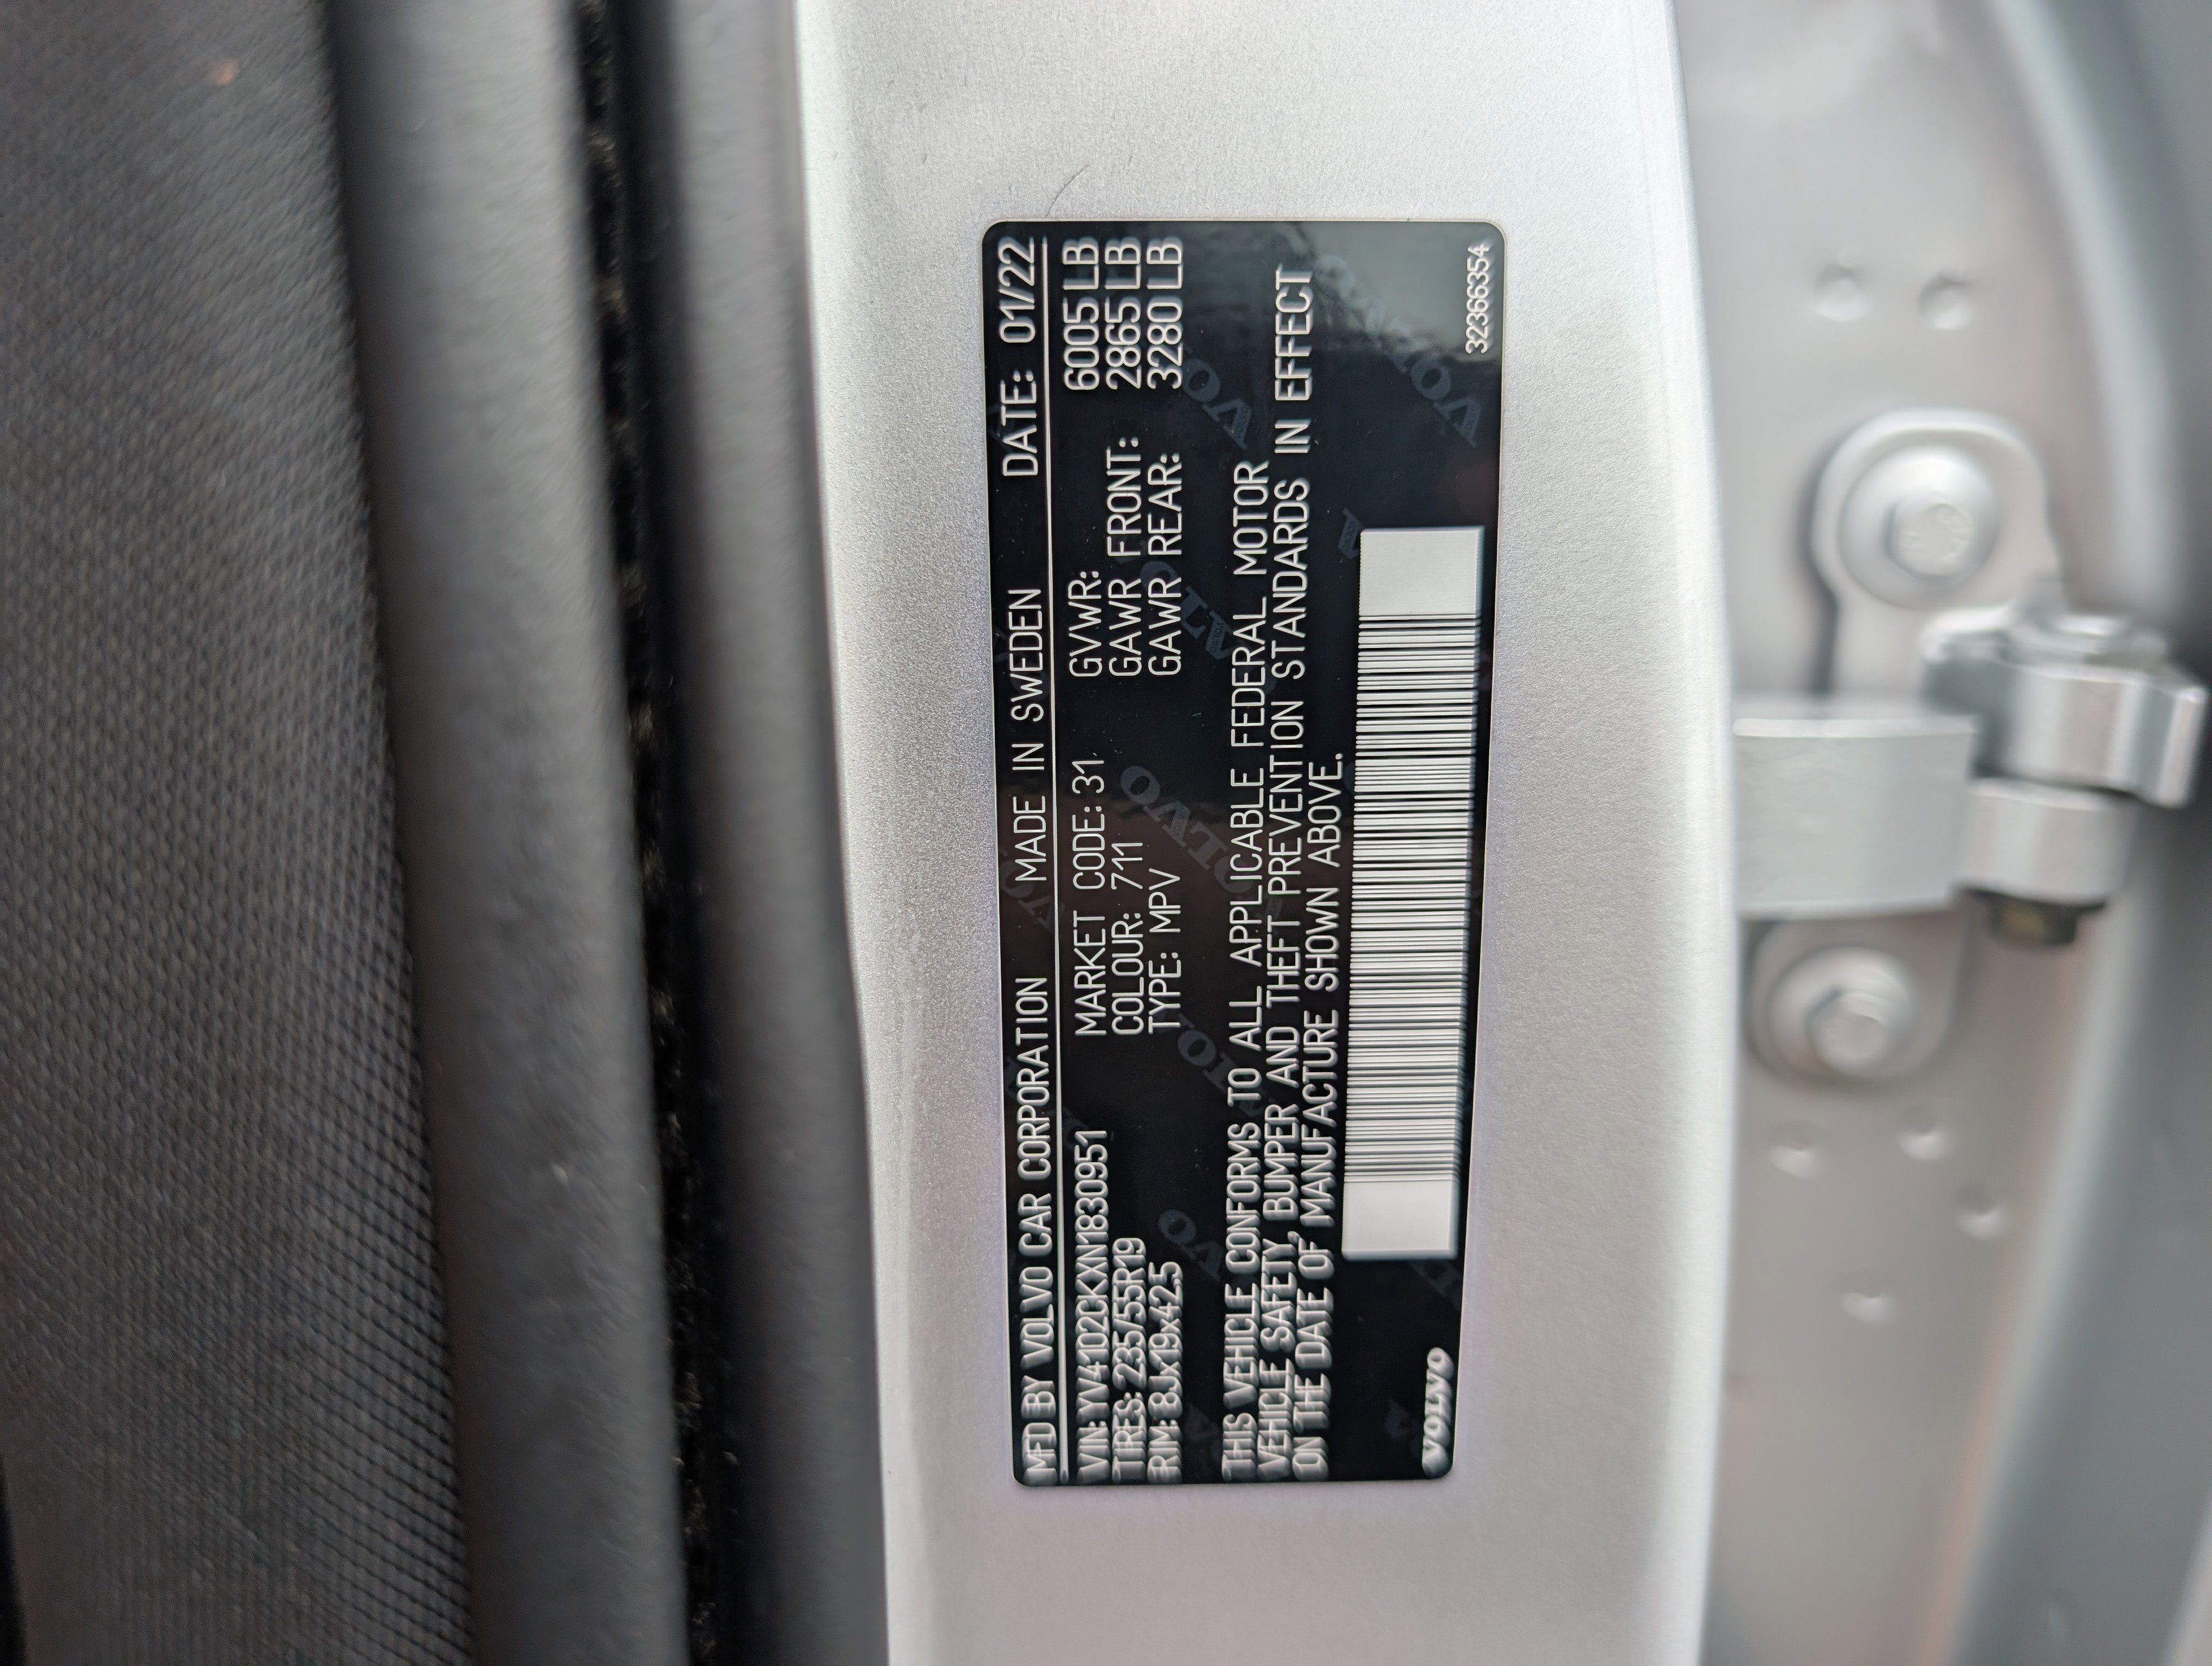 MFD BY VOLVO CAR CORPORATION MADE IN SWEDEN DATE: 01/22
VIN: YV4102CKXN1830951 MARKET CODE: 31 GVWR: 6005 LB
TIRES: 235/55R19 COLOUR: 711 GAWR FRONT: 2865 LB
RIM: 8Jx19x42.5 TYPE: MPV GAWR REAR: 3280 LB
THIS VEHICLE CONFORMS TO ALL APPLICABLE FEDERAL MOTOR
VEHICLE SAFETY, BUMPER AND THEFT PREVENTION STANDARDS IN EFFECT
ON THE DATE OF MANUFACTURE SHOWN ABOVE.
VOLVO 32366354